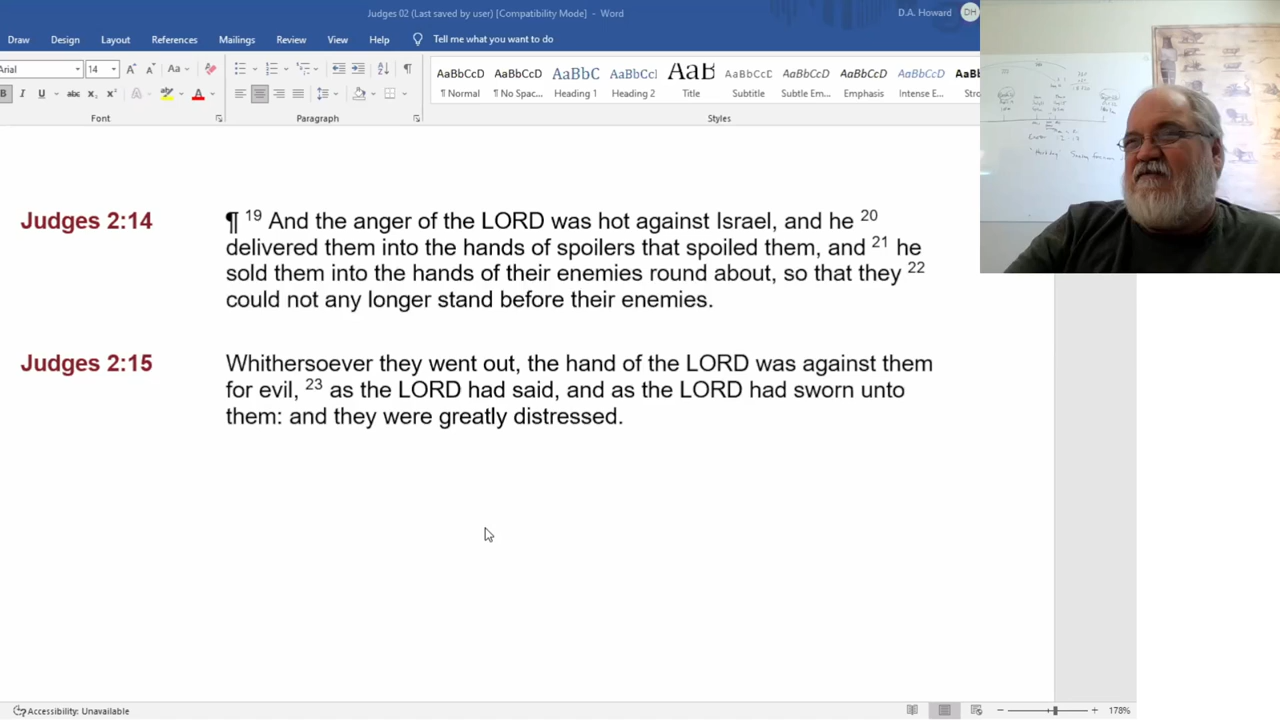 Judges 02 (Last saved by user) [Compatibility Mode] - Word
D.A. Howard
DH
Draw Design Layout References Mailings Review View Help Tell me what you want to do
Arial 14 Aa
B I U abc x₂ x² A A
AaBbCcD AaBbCcD AaBbC AaBbCc AaB AaBbCcD AaBbCcD AaBbCcD AaBbCcD AaBb
¶ Normal ¶ No Spac... Heading 1 Heading 2 Title Subtitle Subtle Em... Emphasis Intense E... Stro
Font Paragraph Styles
Judges 2:14
¶ 19 And the anger of the LORD was hot against Israel, and he 20
delivered them into the hands of spoilers that spoiled them, and 21 he
sold them into the hands of their enemies round about, so that they 22
could not any longer stand before their enemies.
Judges 2:15
Whithersoever they went out, the hand of the LORD was against them
for evil, 23 as the LORD had said, and as the LORD had sworn unto
them: and they were greatly distressed.
Accessibility: Unavailable
178%